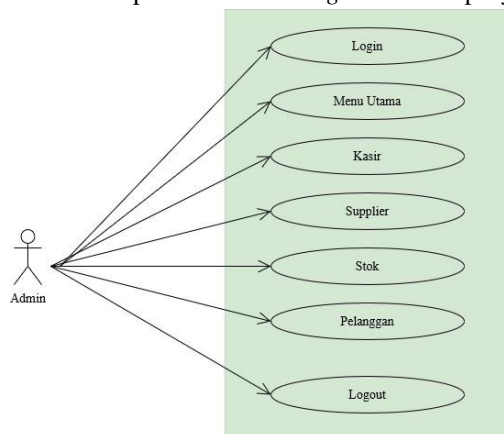 Login
Menu Utama
Kasir
Supplier
Stok
Admin
Pelanggan
Logout